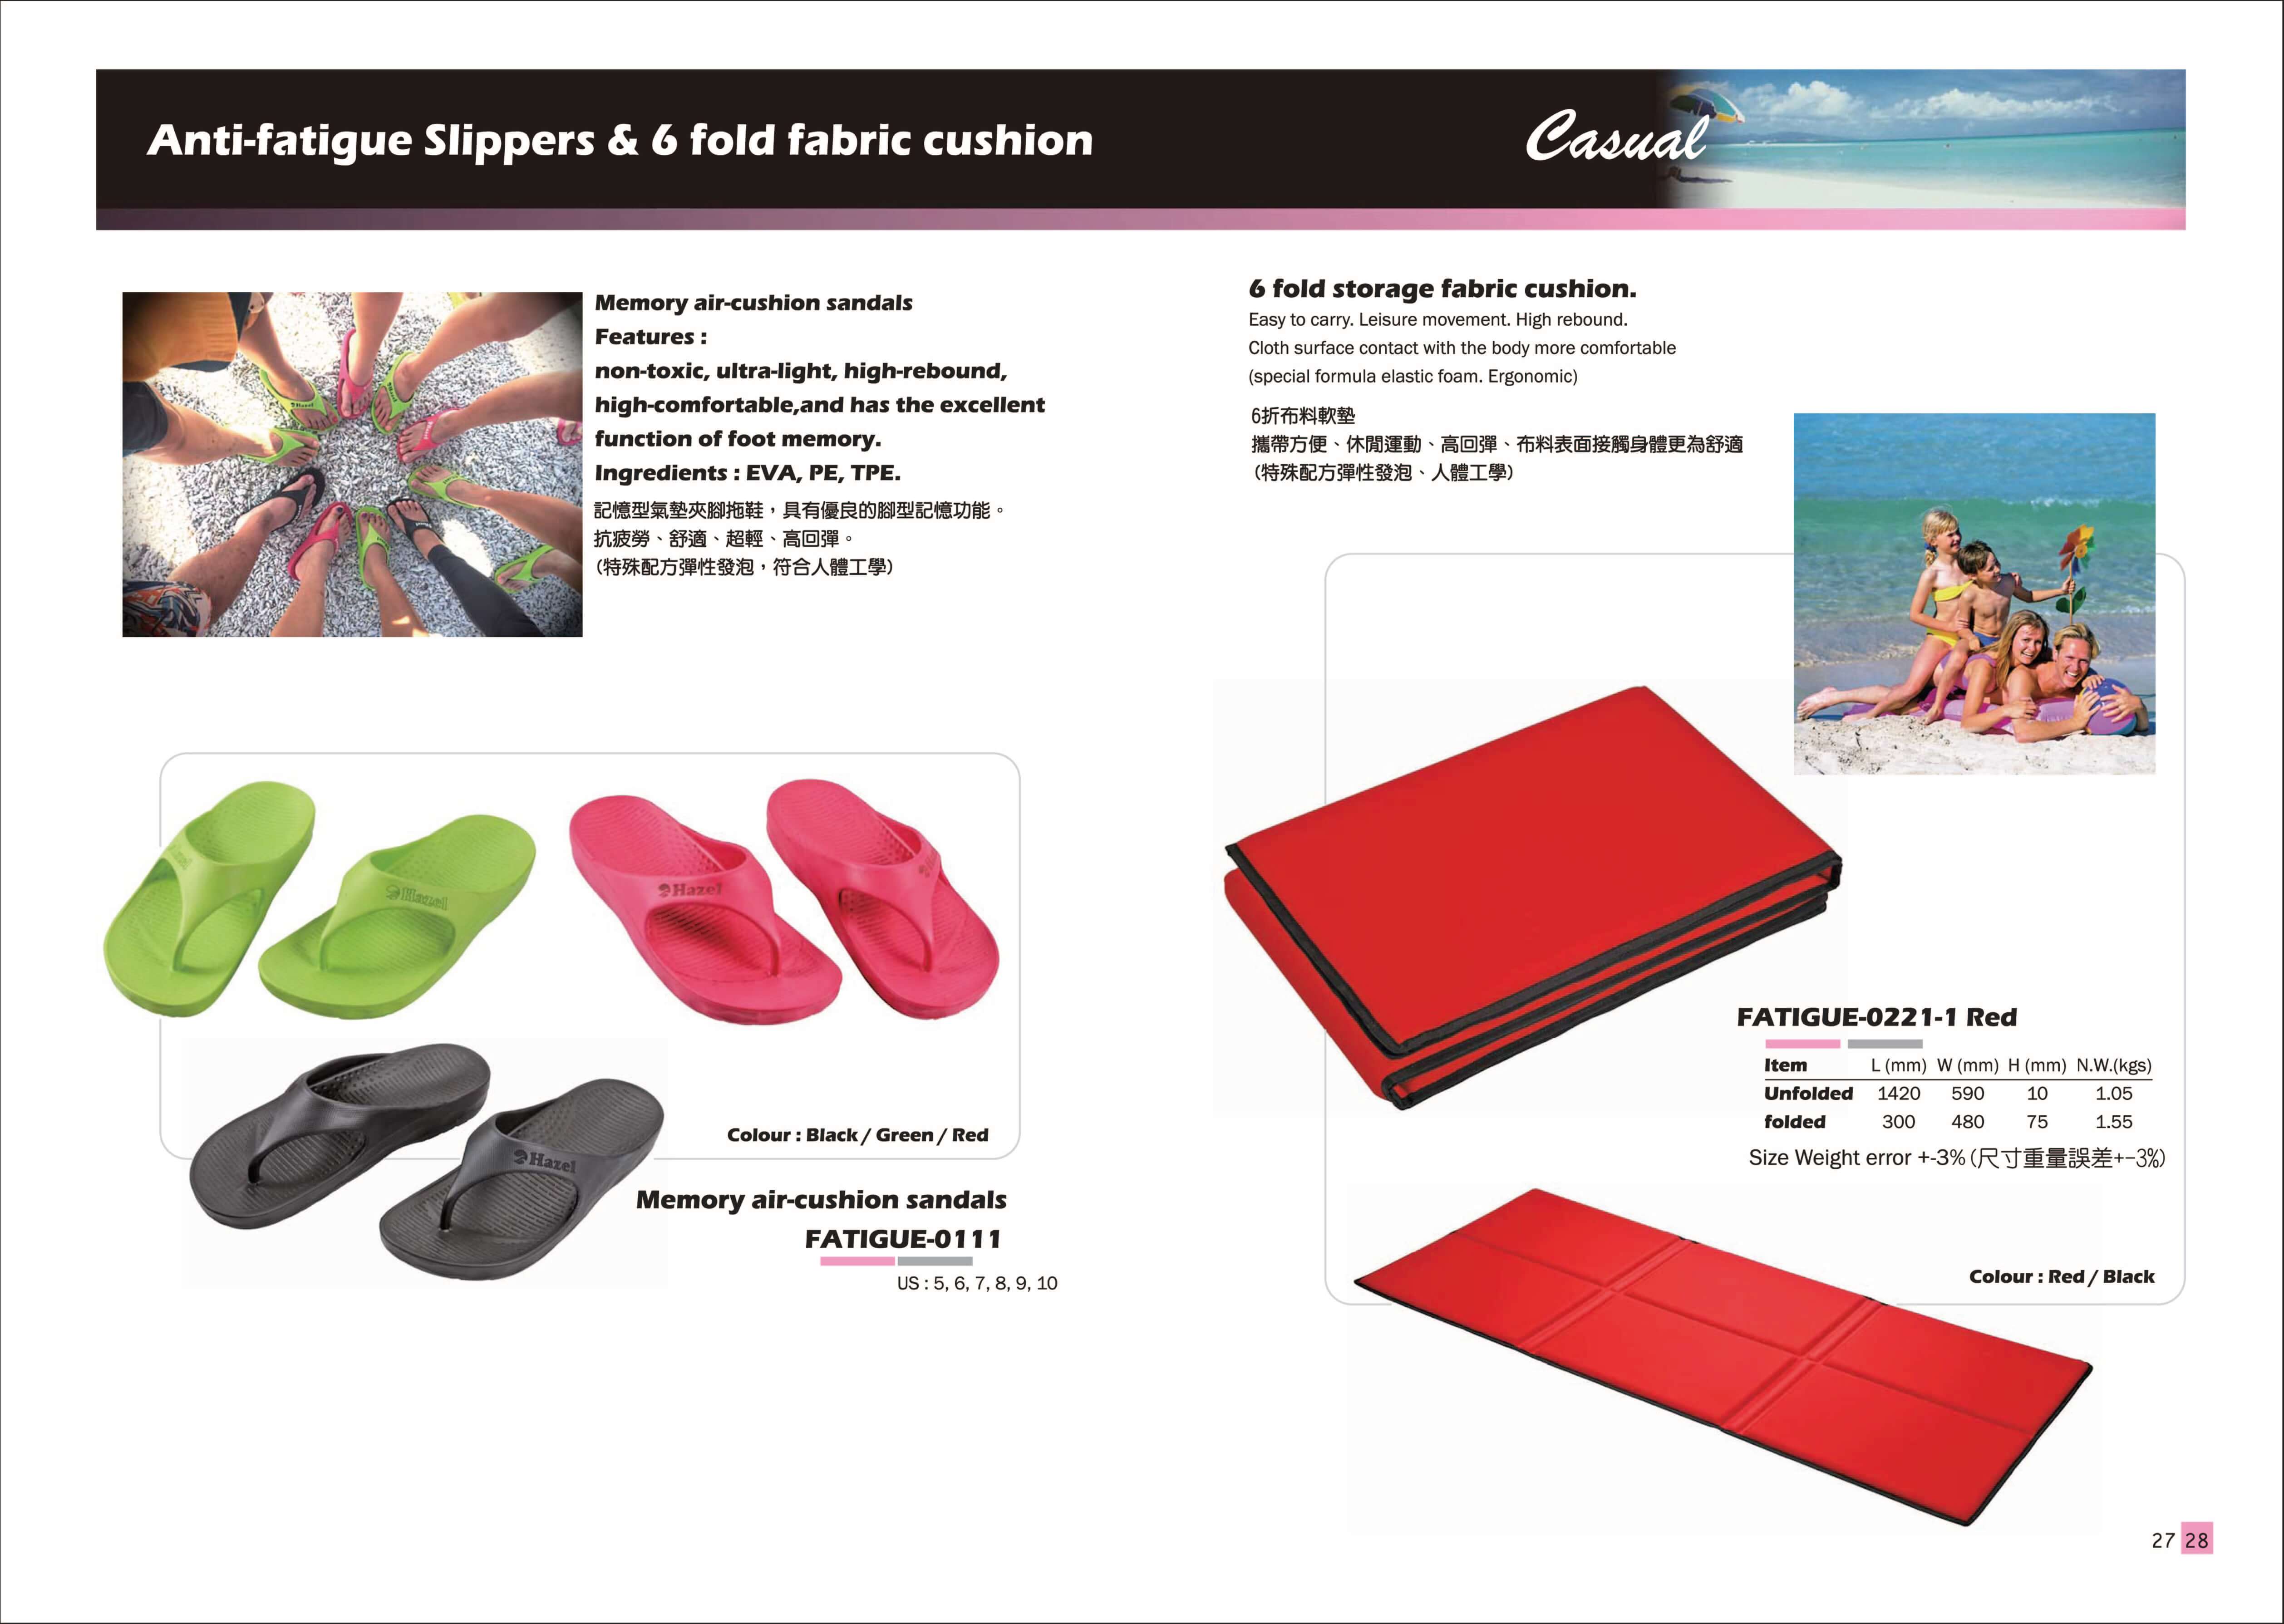 Anti-fatigue Slippers & 6 fold fabric cushion
Casual
Memory air-cushion sandals
Features :
non-toxic, ultra-light, high-rebound,
high-comfortable,and has the excellent
function of foot memory.
Ingredients : EVA, PE, TPE.
記憶型氣墊夾腳拖鞋，具有優良的腳型記憶功能。
抗疲勞、舒適、超輕、高回彈。
(特殊配方彈性發泡，符合人體工學)
Hazel
Hazel
Hazel
Colour : Black / Green / Red
Memory air-cushion sandals
FATIGUE-0111
US : 5, 6, 7, 8, 9, 10
6 fold storage fabric cushion.
Easy to carry. Leisure movement. High rebound.
Cloth surface contact with the body more comfortable
(special formula elastic foam. Ergonomic)
6折布料軟墊
攜帶方便、休閒運動、高回彈、布料表面接觸身體更為舒適
(特殊配方彈性發泡、人體工學)
FATIGUE-0221-1 Red
Item L (mm) W (mm) H (mm) N.W.(kgs)
Unfolded 1420 590 10 1.05
folded 300 480 75 1.55
Size Weight error +-3% (尺寸重量誤差+-3%)
Colour : Red / Black
27 28